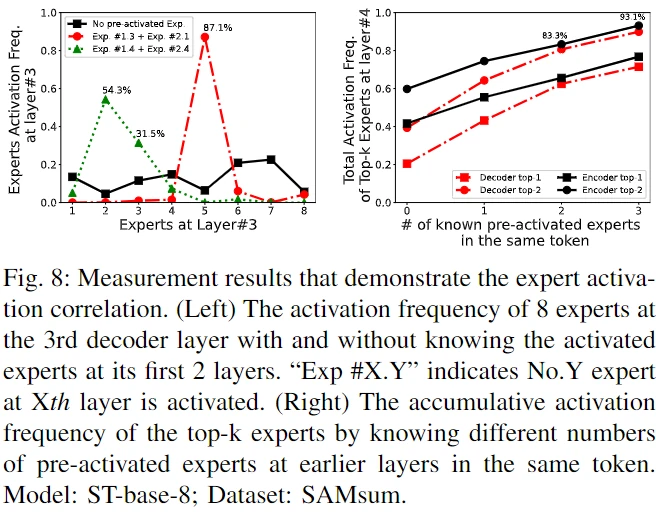 Experts Activation Freq.
at layer#3
1.0
0.8
0.6
0.4
0.2
0.0
No pre-activated Exp.
Exp. #1.3 + Exp. #2.1
Exp. #1.4 + Exp. #2.4
87.1%
54.3%
31.5%
1 2 3 4 5 6 7 8
Experts at Layer#3
Total Activation Freq.
of Top-k Experts at layer#4
1.0
0.8
0.6
0.4
0.2
0.0
93.1%
83.3%
Decoder top-1
Decoder top-2
Encoder top-1
Encoder top-2
0 1 2 3
# of known pre-activated experts
in the same token
Fig. 8: Measurement results that demonstrate the expert activa-
tion correlation. (Left) The activation frequency of 8 experts at
the 3rd decoder layer with and without knowing the activated
experts at its first 2 layers. “Exp #X.Y” indicates No.Y expert
at Xth layer is activated. (Right) The accumulative activation
frequency of the top-k experts by knowing different numbers
of pre-activated experts at earlier layers in the same token.
Model: ST-base-8; Dataset: SAMsum.